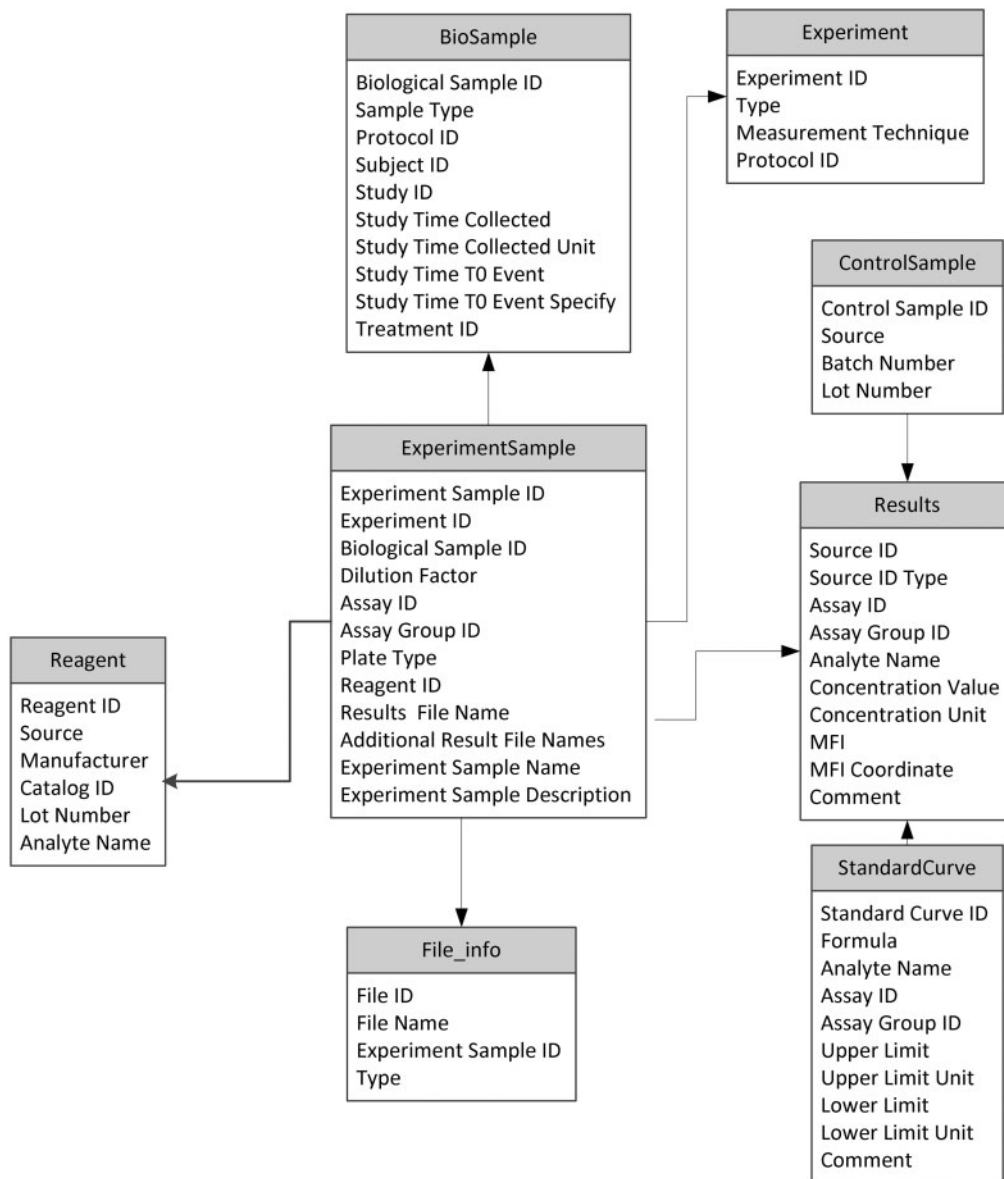 BioSample
Biological Sample ID
Sample Type
Protocol ID
Subject ID
Study ID
Study Time Collected
Study Time Collected Unit
Study Time T0 Event
Study Time T0 Event Specify
Treatment ID
Experiment
Experiment ID
Type
Measurement Technique
Protocol ID
ControlSample
Control Sample ID
Source
Batch Number
Lot Number
ExperimentSample
Experiment Sample ID
Experiment ID
Biological Sample ID
Dilution Factor
Assay ID
Assay Group ID
Plate Type
Reagent ID
Results File Name
Additional Result File Names
Experiment Sample Name
Experiment Sample Description
Results
Source ID
Source ID Type
Assay ID
Assay Group ID
Analyte Name
Concentration Value
Concentration Unit
MFI
MFI Coordinate
Comment
Reagent
Reagent ID
Source
Manufacturer
Catalog ID
Lot Number
Analyte Name
File_info
File ID
File Name
Experiment Sample ID
Type
StandardCurve
Standard Curve ID
Formula
Analyte Name
Assay ID
Assay Group ID
Upper Limit
Upper Limit Unit
Lower Limit
Lower Limit Unit
Comment